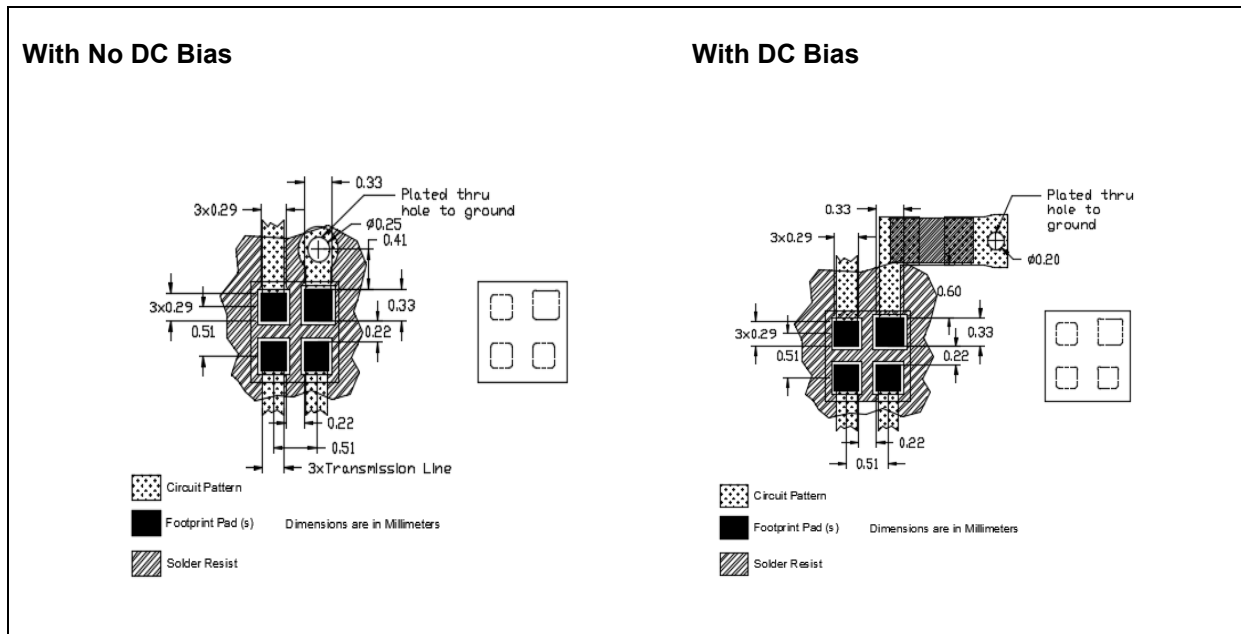 With No DC Bias
0.33
3x0.29
Plated thru
hole to ground
ø0.25
0.41
3x0.29
0.33
0.51
0.22
0.22
0.51
3xTransmission Line
Circuit Pattern
Footprint Pad (s)
Dimensions are in Millimeters
Solder Resist
With DC Bias
0.33
Plated thru
hole to
ground
3x0.29
ø0.20
0.60
3x0.29
0.33
0.51
0.22
0.22
0.51
Circuit Pattern
Footprint Pad (s)
Dimensions are in Millimeters
Solder Resist